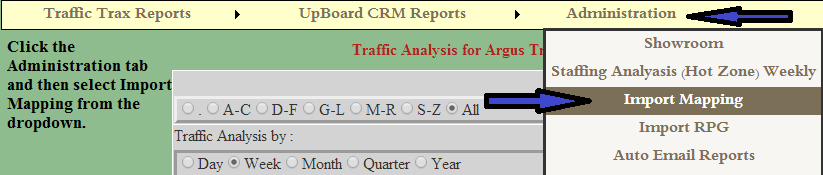 Traffic Trax Reports UpBoard CRM Reports Administration
Click the
Administration tab
and then select Import
Mapping from the
dropdown.
Traffic Analysis for Argus Tr
. A-C D-F G-L M-R S-Z All
Traffic Analysis by :
Day Week Month Quarter Year
Showroom
Staffing Analyasis (Hot Zone) Weekly
Import Mapping
Import RPG
Auto Email Reports